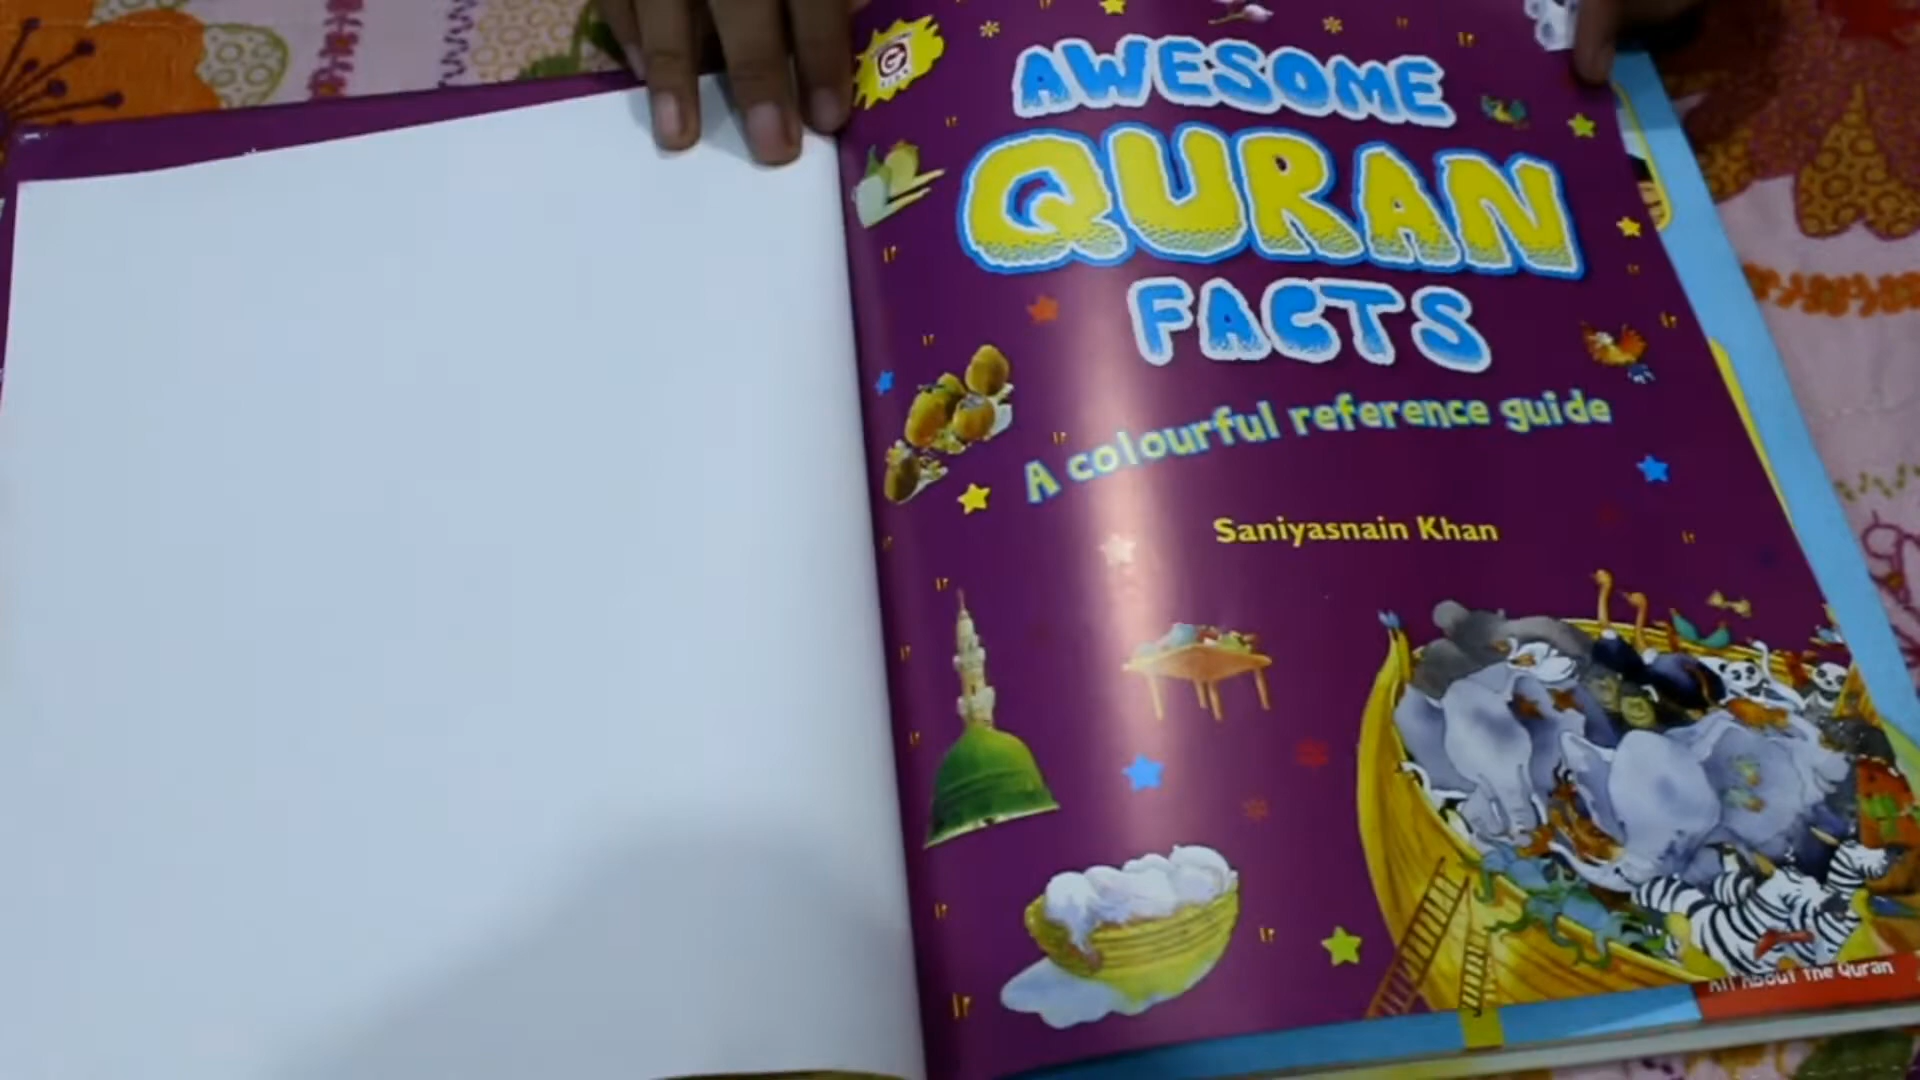 AWESOME
QURAN
FACTS
A colourful reference guide
Saniyasnain Khan
All About the Quran